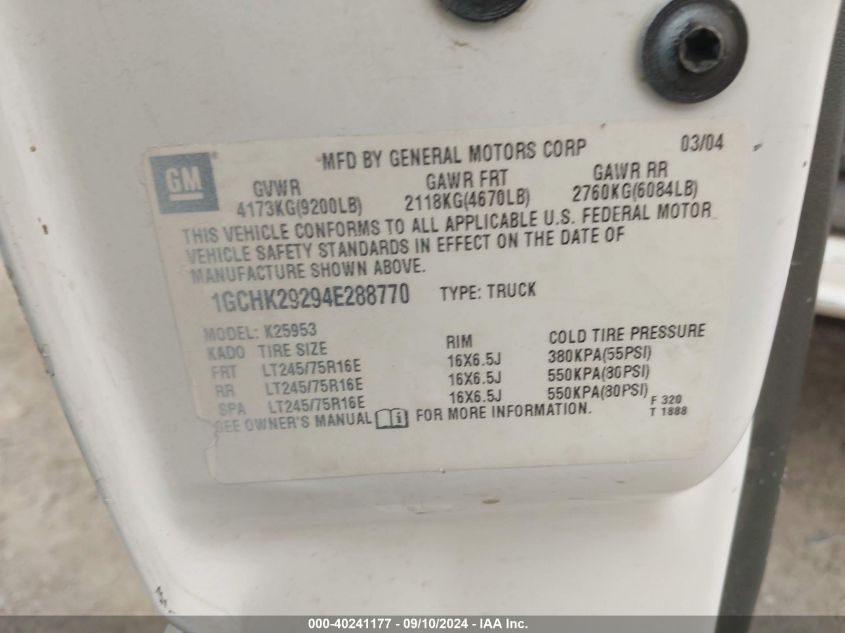 GM
MFD BY GENERAL MOTORS CORP 03/04
GVWR GAWR FRT GAWR RR
4173KG(9200LB) 2118KG(4670LB) 2760KG(6084LB)
THIS VEHICLE CONFORMS TO ALL APPLICABLE U.S. FEDERAL MOTOR
VEHICLE SAFETY STANDARDS IN EFFECT ON THE DATE OF
MANUFACTURE SHOWN ABOVE.
1GCHK29294E288770 TYPE: TRUCK
MODEL: K25953
KADO TIRE SIZE RIM COLD TIRE PRESSURE
FRT LT245/75R16E 16X6.5J 380KPA(55PSI)
RR LT245/75R16E 16X6.5J 550KPA(80PSI)
SPA LT245/75R16E 16X6.5J 550KPA(80PSI)
SEE OWNER'S MANUAL FOR MORE INFORMATION.
F 320
T 1888
000-40241177 - 09/10/2024 - IAA Inc.